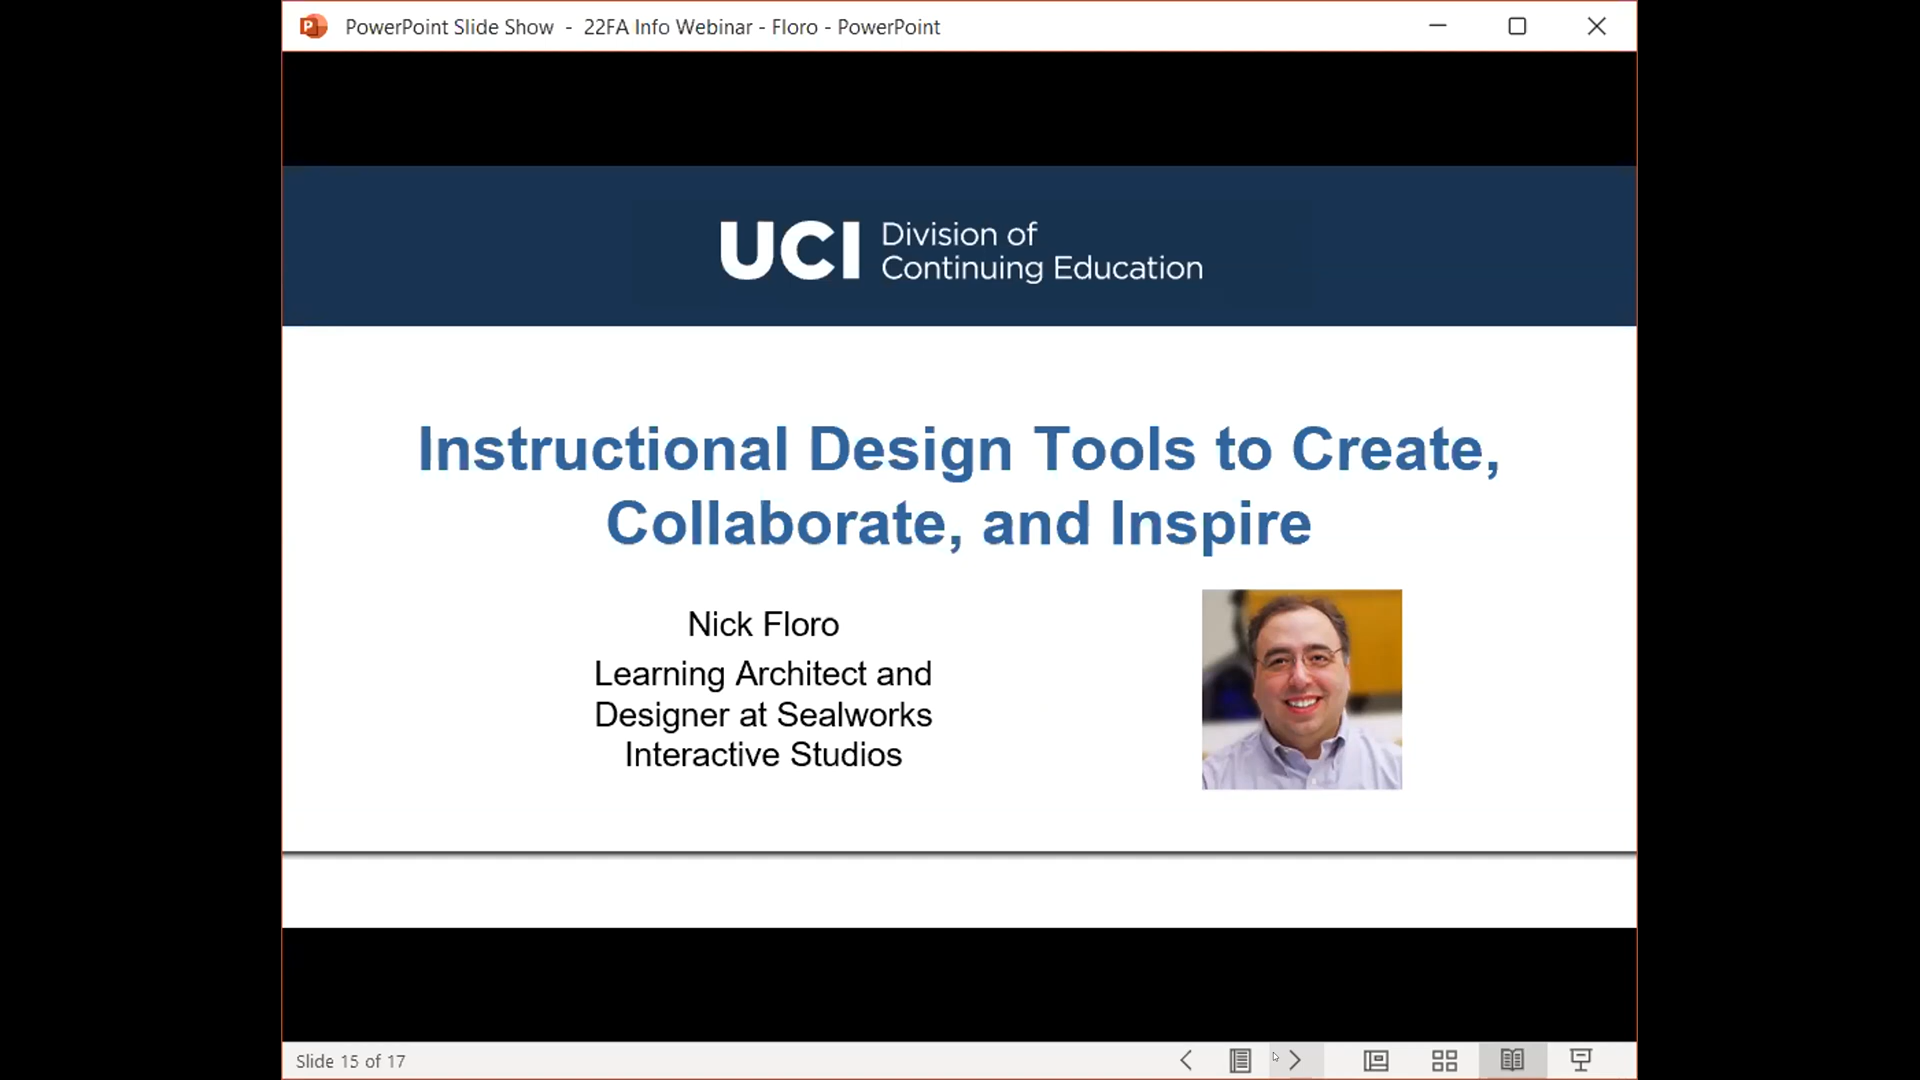 PowerPoint Slide Show - 22FA Info Webinar - Floro - PowerPoint
UCI Division of
Continuing Education
Instructional Design Tools to Create,
Collaborate, and Inspire
Nick Floro
Learning Architect and
Designer at Sealworks
Interactive Studios
Slide 15 of 17